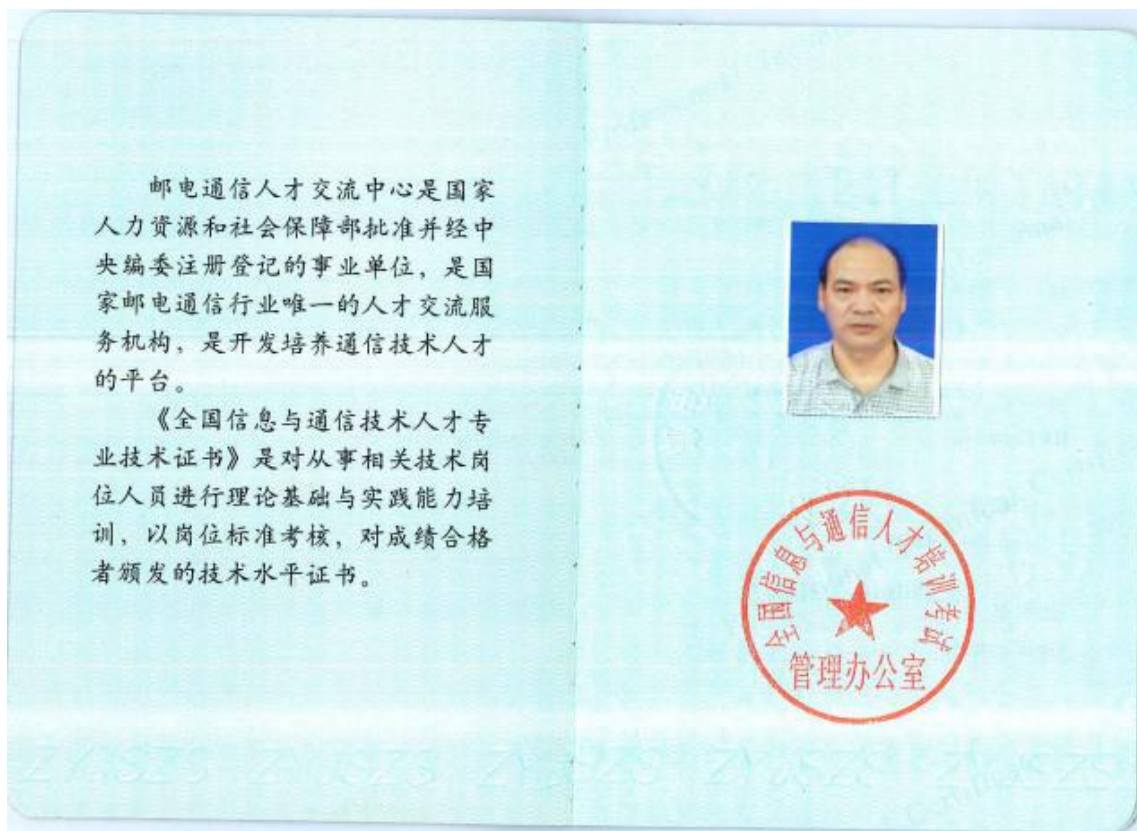 邮电通信人才交流中心是国家
人力资源和社会保障部批准并经中
央编委注册登记的事业单位，是国
家邮电通信行业唯一的人才交流服
务机构，是开发培养通信技术人才
的平台。
《全国信息与通信技术人才专
业技术证书》是对从事相关技术岗
位人员进行理论基础与实践能力培
训，以岗位标准考核，对成绩合格
者颁发的技术水平证书。
全国信息与通信人才培训考试
管理办公室